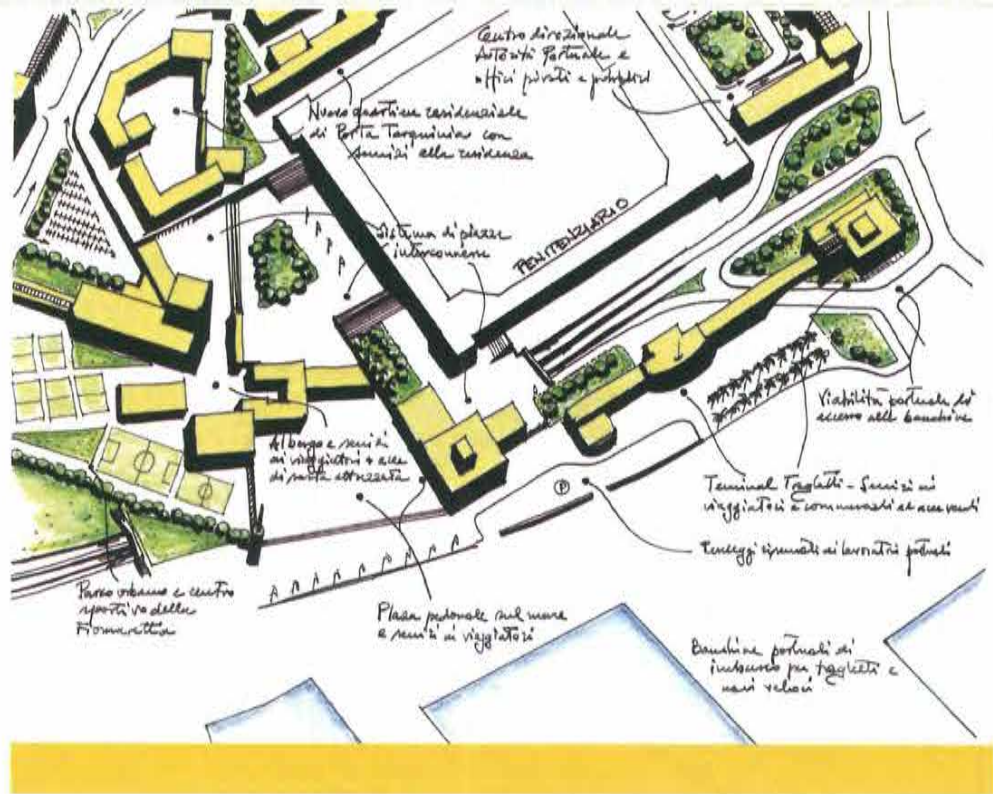 Centro direzionale
Autorità Portuale e
uffici privati e pubblici
Nuovo quartiere residenziale
di Porta Tarquinia con
servizi alla residenza
Sistema di piazze
interconnesse
PENITENZIARIO
Viabilità portuale di
accesso alle banchine
Albergo e servizi
ai viaggiatori e aree
di sosta attrezzata
P
Terminal Traghetti - Servizi ai
viaggiatori e commerciali ed aree verdi
Parcheggi riservati ai lavoratori portuali
Parco urbano e centro
sportivo della
Fiumaretta
Plaza pedonale sul mare
e servizi ai viaggiatori
Banchine portuali di
imbarco per traghetti e
navi veloci